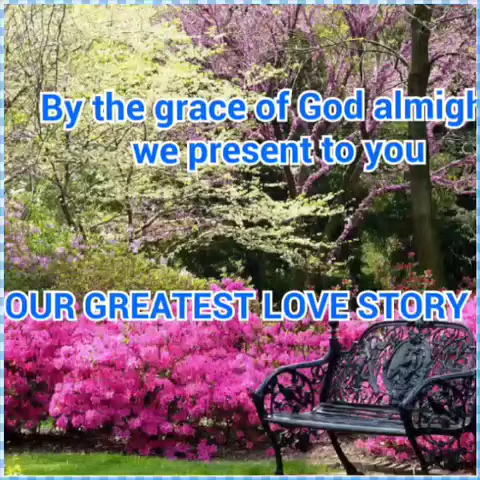 By the grace of God almigh
we present to you
OUR GREATEST LOVE STORY